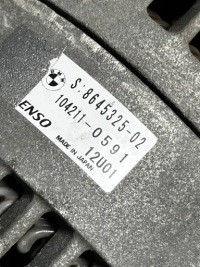 S:8645325-02
104211-0591
ENSO
12U01
MADE IN JAPAN